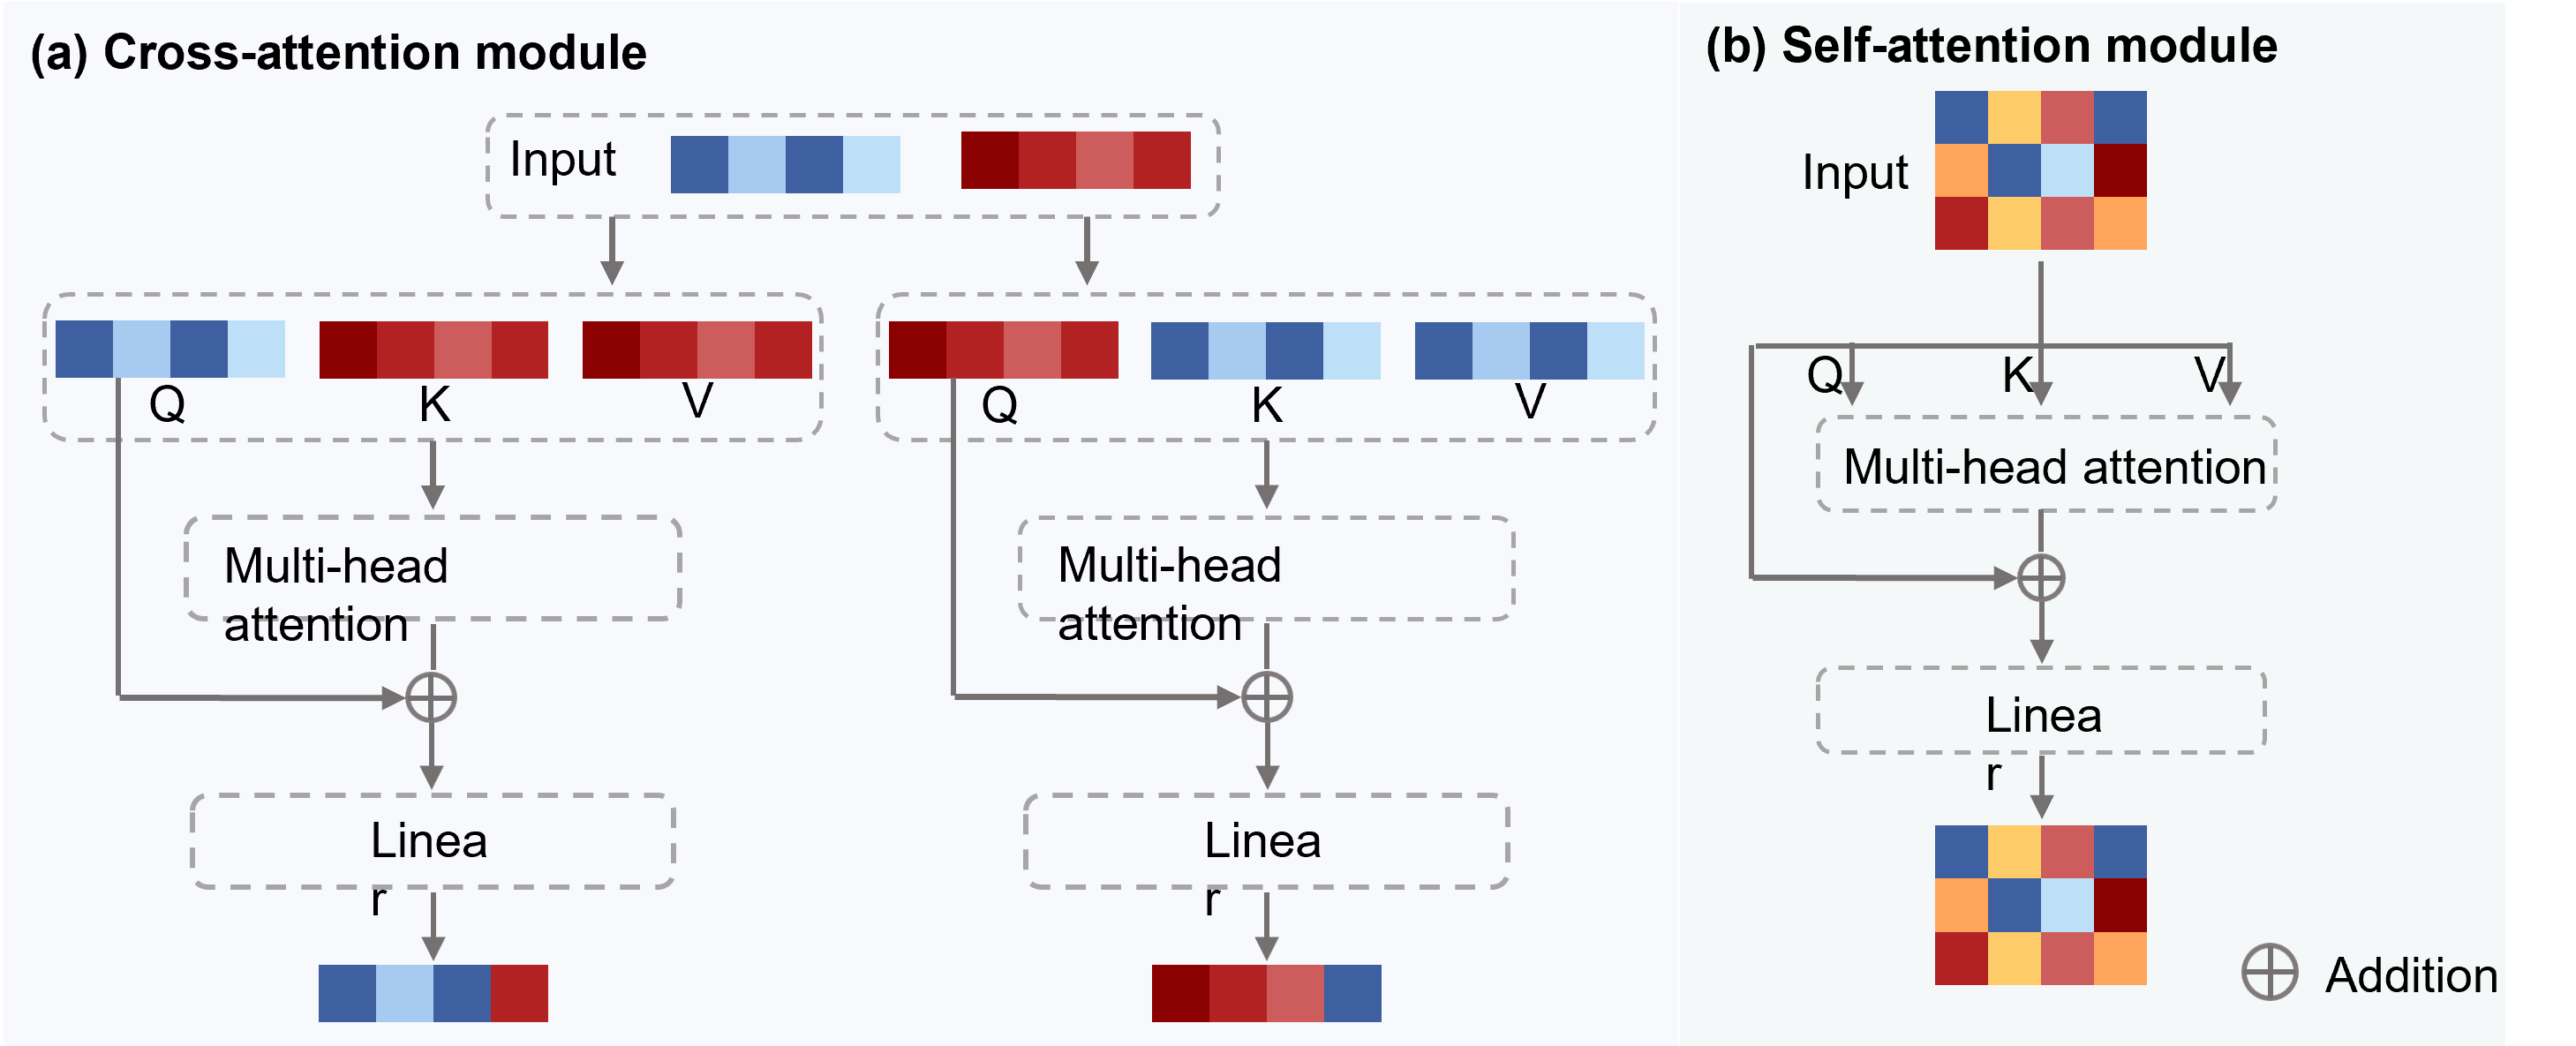 (a) Cross-attention module
Input
Q
K
V
Q
K
V
Multi-head
attention
Multi-head
attention
Linea
r
Linea
r
(b) Self-attention module
Input
Q
K
V
Multi-head attention
Linea
r
Addition